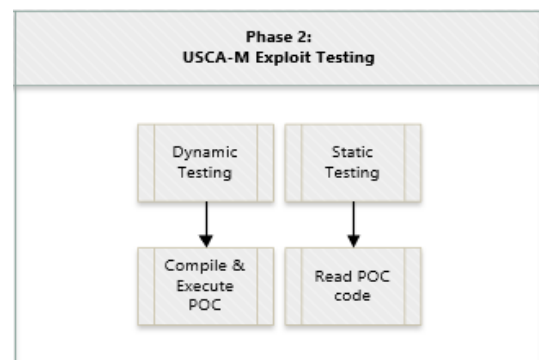 Phase 2:
USCA-M Exploit Testing
Dynamic
Testing
Static
Testing
Compile &
Execute
POC
Read POC
code